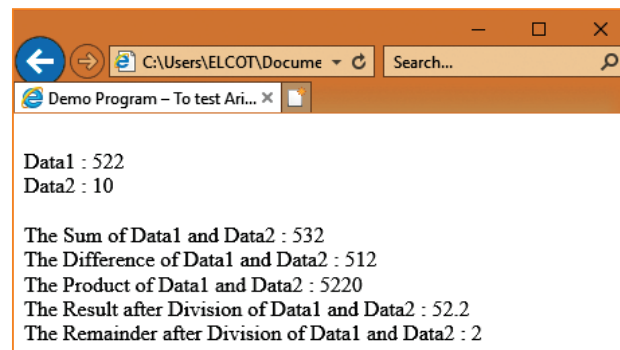 C:\Users\ELCOT\Docume
Search...
Demo Program – To test Ari...
Data1 : 522
Data2 : 10
The Sum of Data1 and Data2 : 532
The Difference of Data1 and Data2 : 512
The Product of Data1 and Data2 : 5220
The Result after Division of Data1 and Data2 : 52.2
The Remainder after Division of Data1 and Data2 : 2